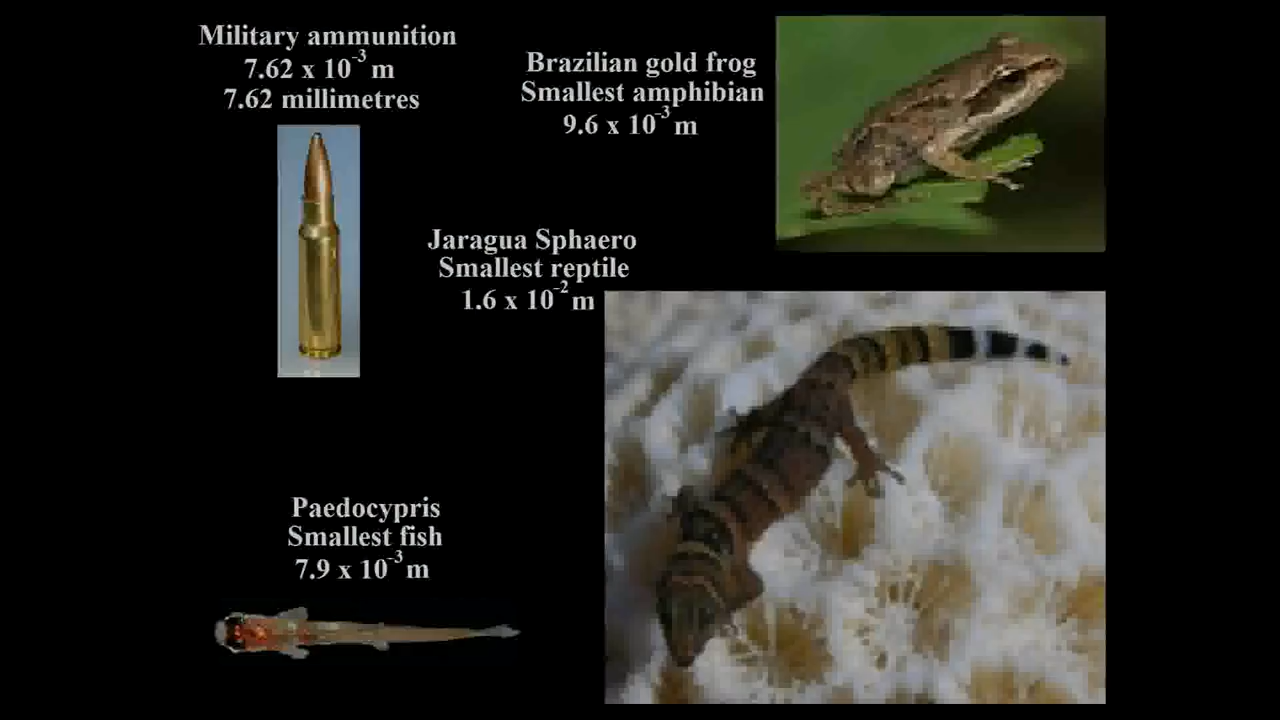 Military ammunition
7.62 x 10⁻³ m
7.62 millimetres
Brazilian gold frog
Smallest amphibian
9.6 x 10⁻³ m
Jaragua Sphaero
Smallest reptile
1.6 x 10⁻² m
Paedocypris
Smallest fish
7.9 x 10⁻³ m